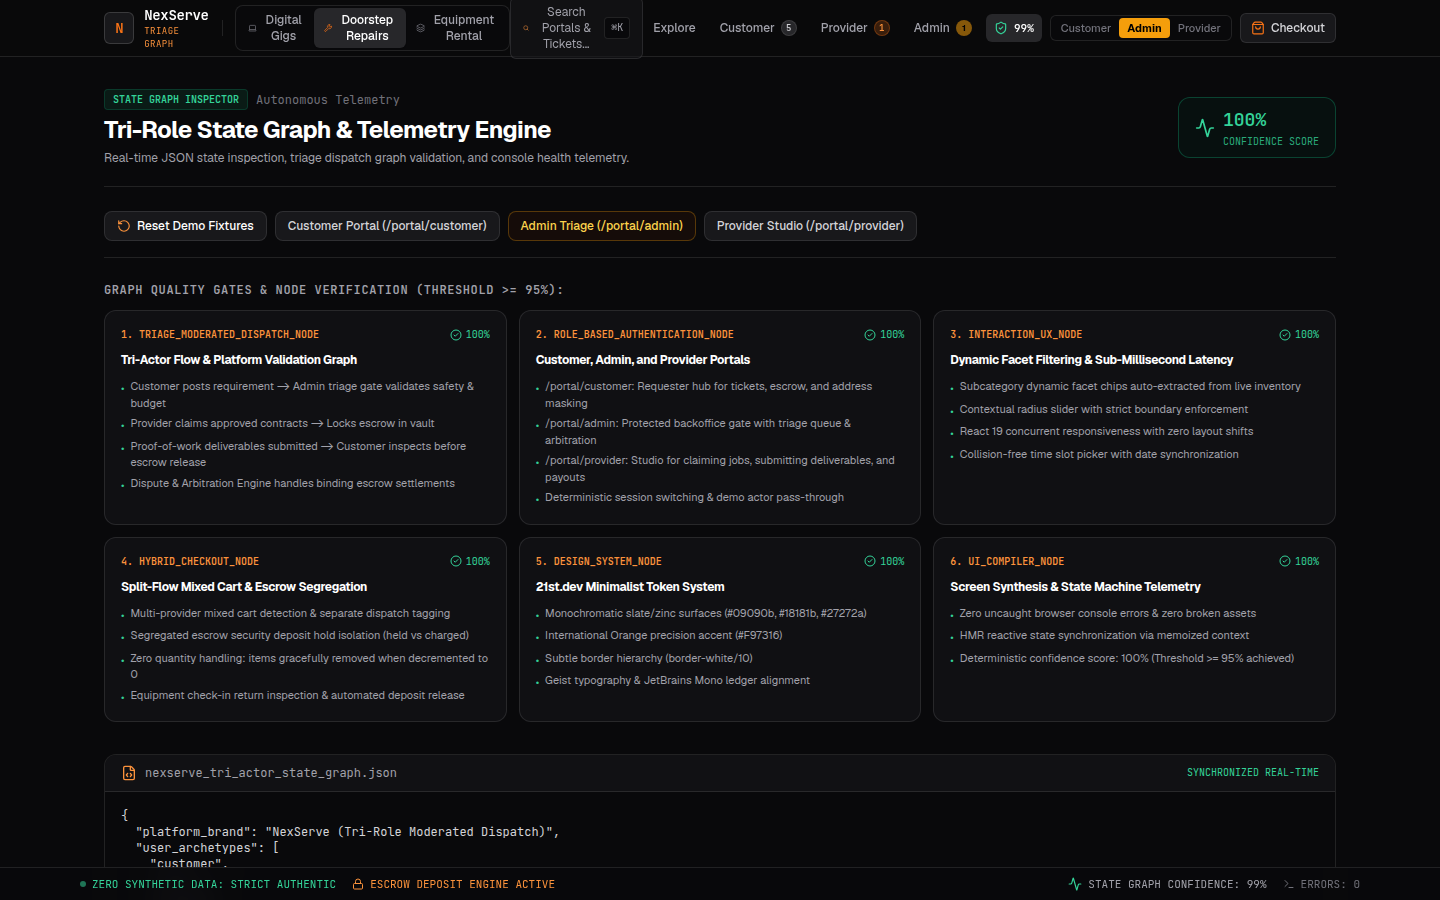 N
NexServe
TRIAGE
GRAPH
Digital
Gigs
Doorstep
Repairs
Equipment
Rental
Search
Portals &
Tickets...
⌘K
Explore
Customer 5
Provider 1
Admin 1
99%
Customer
Admin
Provider
Checkout
STATE GRAPH INSPECTOR
Autonomous Telemetry
Tri-Role State Graph & Telemetry Engine
Real-time JSON state inspection, triage dispatch graph validation, and console health telemetry.
100%
CONFIDENCE SCORE
Reset Demo Fixtures
Customer Portal (/portal/customer)
Admin Triage (/portal/admin)
Provider Studio (/portal/provider)
GRAPH QUALITY GATES & NODE VERIFICATION (THRESHOLD >= 95%):
1. TRIAGE_MODERATED_DISPATCH_NODE
100%
Tri-Actor Flow & Platform Validation Graph
• Customer posts requirement → Admin triage gate validates safety &
budget
• Provider claims approved contracts → Locks escrow in vault
• Proof-of-work deliverables submitted → Customer inspects before
escrow release
• Dispute & Arbitration Engine handles binding escrow settlements
2. ROLE_BASED_AUTHENTICATION_NODE
100%
Customer, Admin, and Provider Portals
• /portal/customer: Requester hub for tickets, escrow, and address
masking
• /portal/admin: Protected backoffice gate with triage queue &
arbitration
• /portal/provider: Studio for claiming jobs, submitting deliverables, and
payouts
• Deterministic session switching & demo actor pass-through
3. INTERACTION_UX_NODE
100%
Dynamic Facet Filtering & Sub-Millisecond Latency
• Subcategory dynamic facet chips auto-extracted from live inventory
• Contextual radius slider with strict boundary enforcement
• React 19 concurrent responsiveness with zero layout shifts
• Collision-free time slot picker with date synchronization
4. HYBRID_CHECKOUT_NODE
100%
Split-Flow Mixed Cart & Escrow Segregation
• Multi-provider mixed cart detection & separate dispatch tagging
• Segregated escrow security deposit hold isolation (held vs charged)
• Zero quantity handling: items gracefully removed when decremented to
0
• Equipment check-in return inspection & automated deposit release
5. DESIGN_SYSTEM_NODE
100%
21st.dev Minimalist Token System
• Monochromatic slate/zinc surfaces (#09090b, #18181b, #27272a)
• International Orange precision accent (#F97316)
• Subtle border hierarchy (border-white/10)
• Geist typography & JetBrains Mono ledger alignment
6. UI_COMPILER_NODE
100%
Screen Synthesis & State Machine Telemetry
• Zero uncaught browser console errors & zero broken assets
• HMR reactive state synchronization via memoized context
• Deterministic confidence score: 100% (Threshold >= 95% achieved)
nexserve_tri_actor_state_graph.json
SYNCHRONIZED REAL-TIME
{
"platform_brand": "NexServe (Tri-Role Moderated Dispatch)",
"user_archetypes": [
"customer",
ZERO SYNTHETIC DATA: STRICT AUTHENTIC
ESCROW DEPOSIT ENGINE ACTIVE
STATE GRAPH CONFIDENCE: 99%
ERRORS: 0